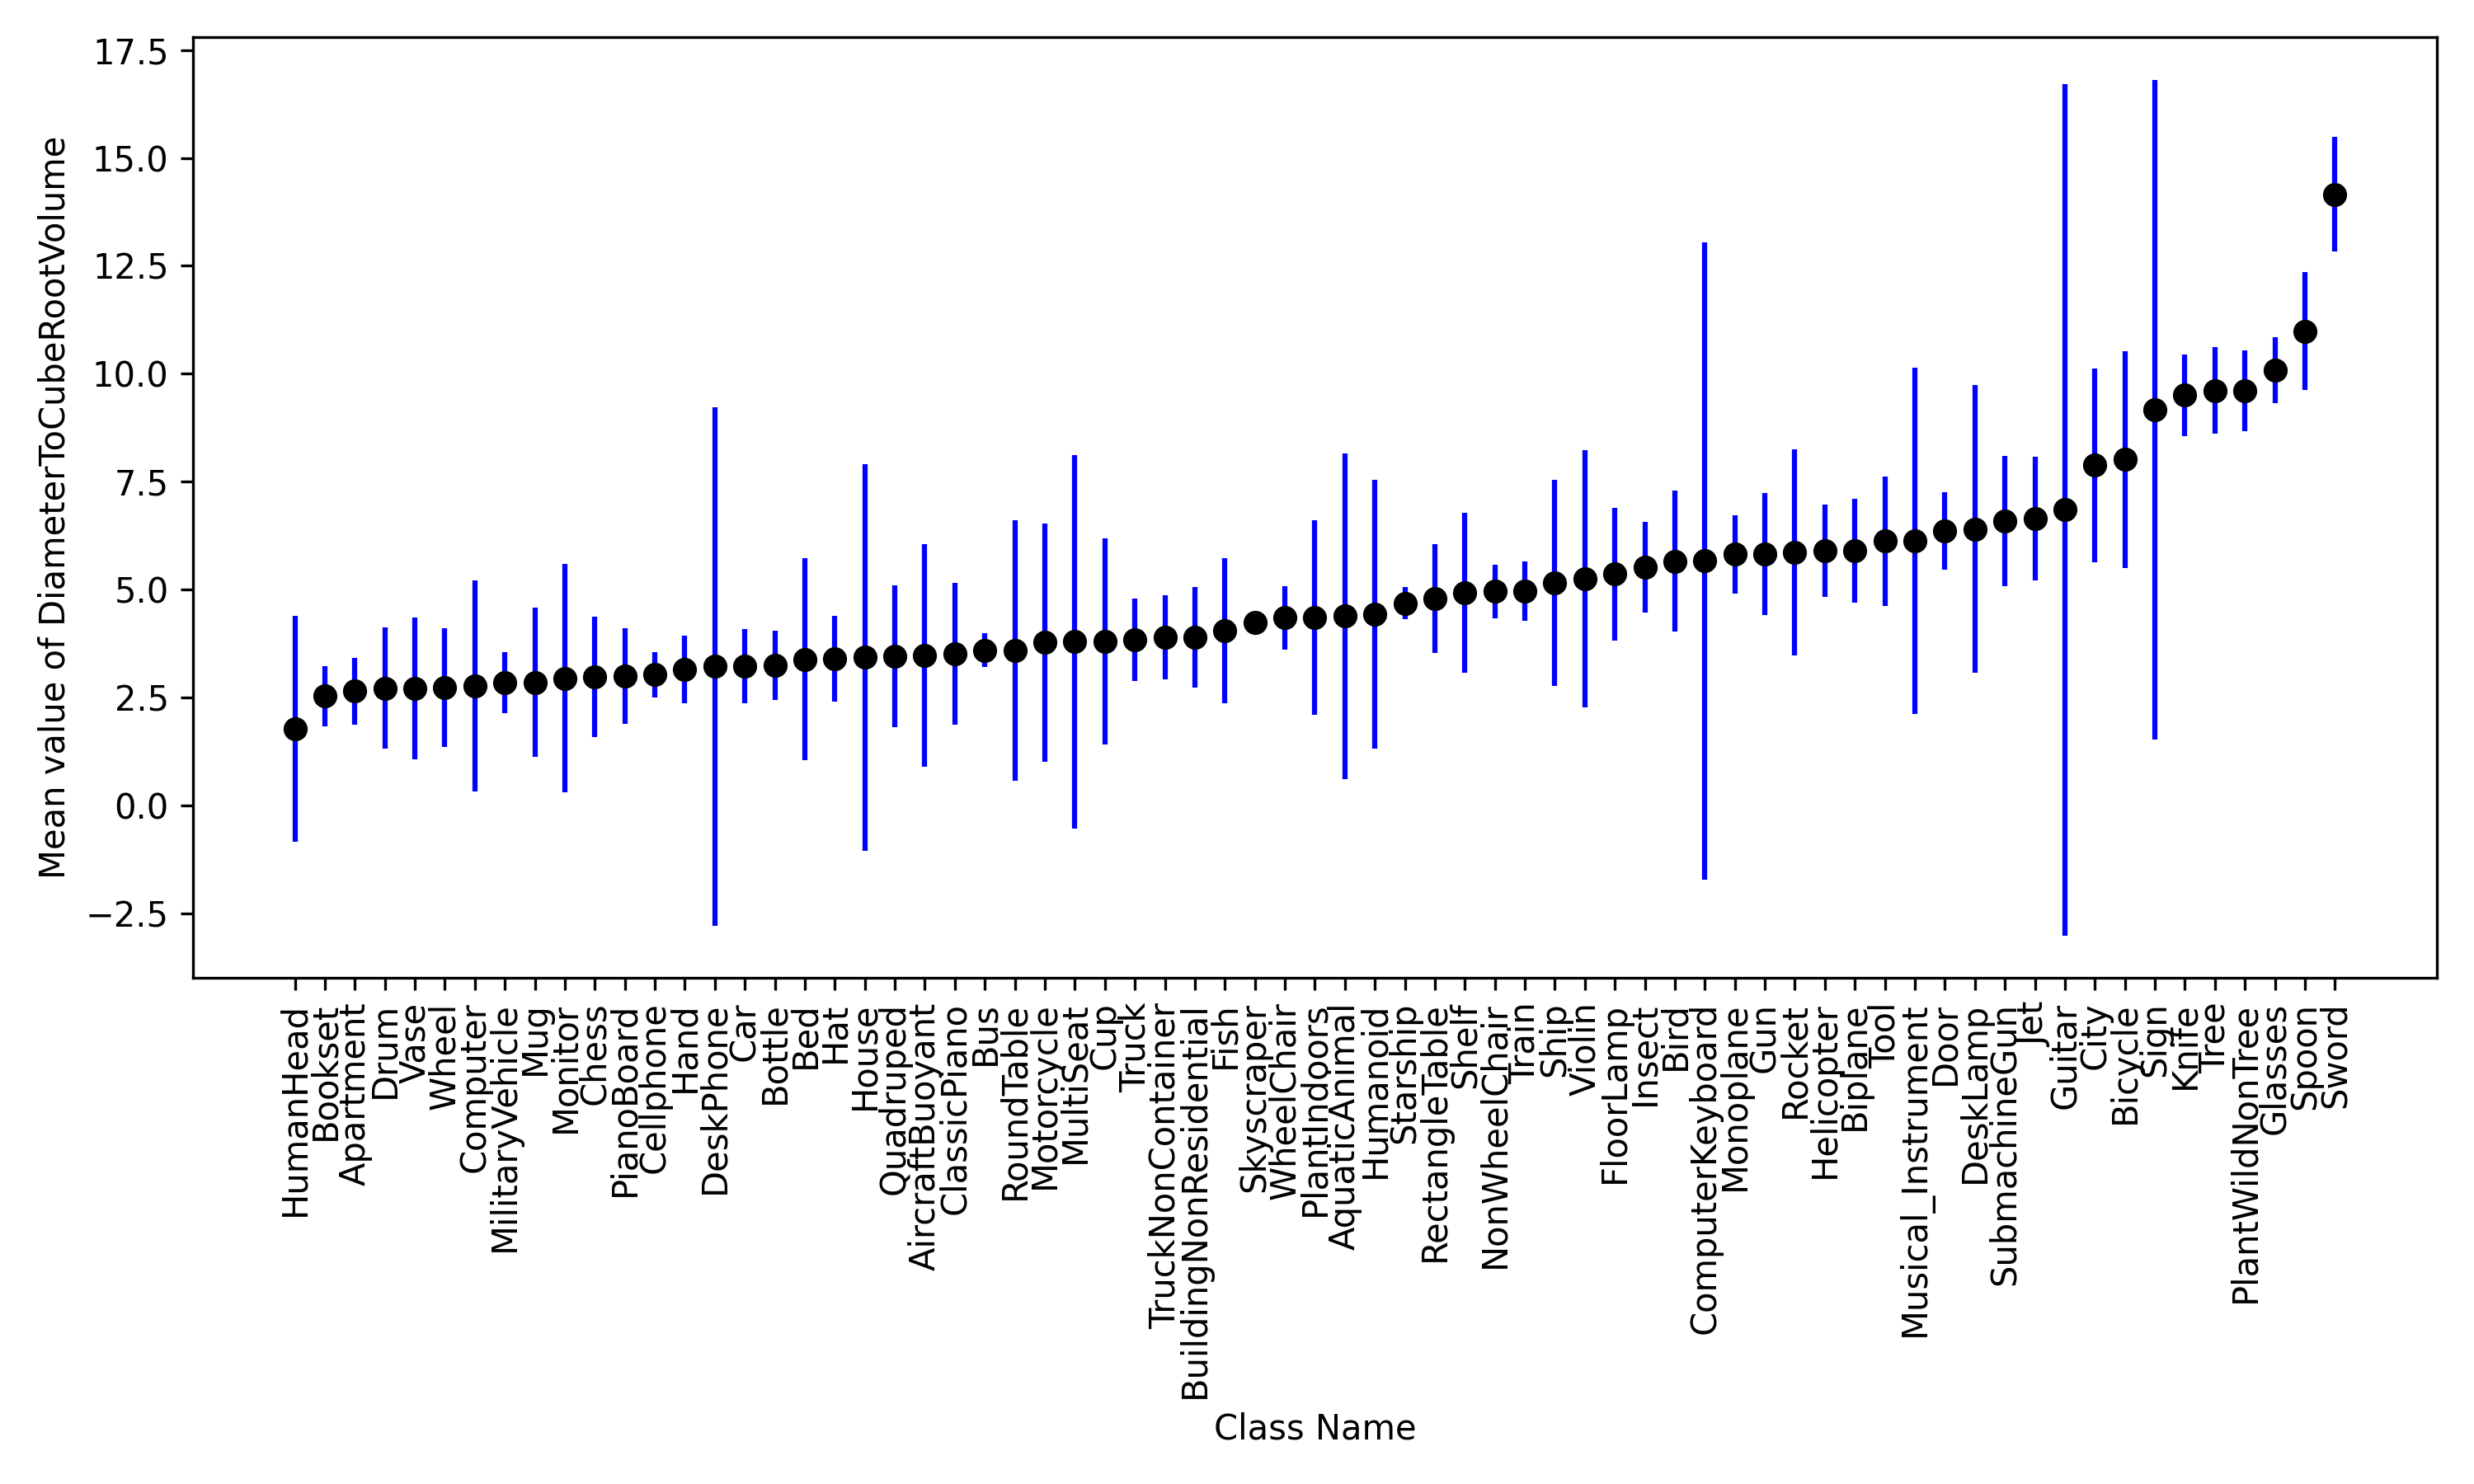 Mean value of DiameterToCubeRootVolume
17.5
15.0
12.5
10.0
7.5
5.0
2.5
0.0
−2.5
HumanHead
Bookset
Apartment
Drum
Vase
Wheel
Computer
MilitaryVehicle
Mug
Monitor
Chess
PianoBoard
Cellphone
Hand
DeskPhone
Car
Bottle
Bed
Hat
House
Quadruped
AircraftBuoyant
ClassicPiano
Bus
RoundTable
Motorcycle
MultiSeat
Cup
Truck
TruckNonContainer
BuildingNonResidential
Fish
Skyscraper
WheelChair
PlantIndoors
AquaticAnimal
Humanoid
Starship
RectangleTable
Shelf
NonWheelChair
Train
Ship
Violin
FloorLamp
Insect
Bird
ComputerKeyboard
Monoplane
Gun
Rocket
Helicopter
Biplane
Tool
Musical_Instrument
Door
DeskLamp
SubmachineGun
Jet
Guitar
City
Bicycle
Sign
Knife
Tree
PlantWildNonTree
Glasses
Spoon
Sword
Class Name